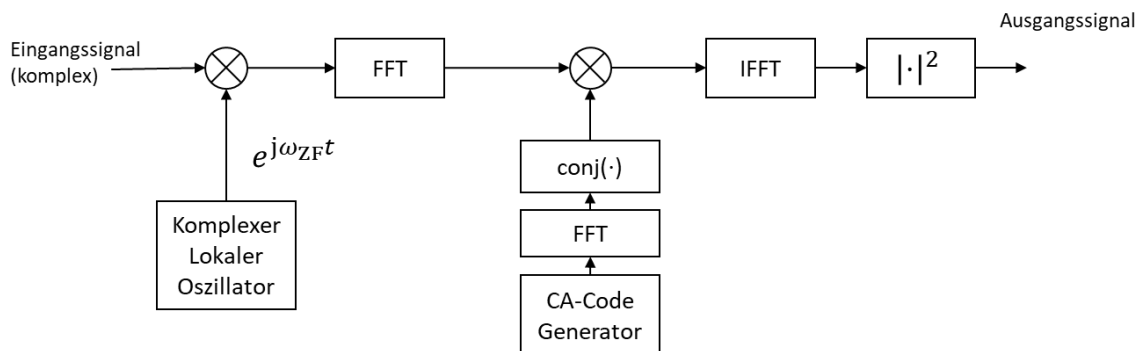 Ausgangssignal
Eingangssignal
(komplex)
FFT
IFFT
|·|²
e^{jω_{ZF}t}
conj(·)
Komplexer
Lokaler
Oszillator
FFT
CA-Code
Generator